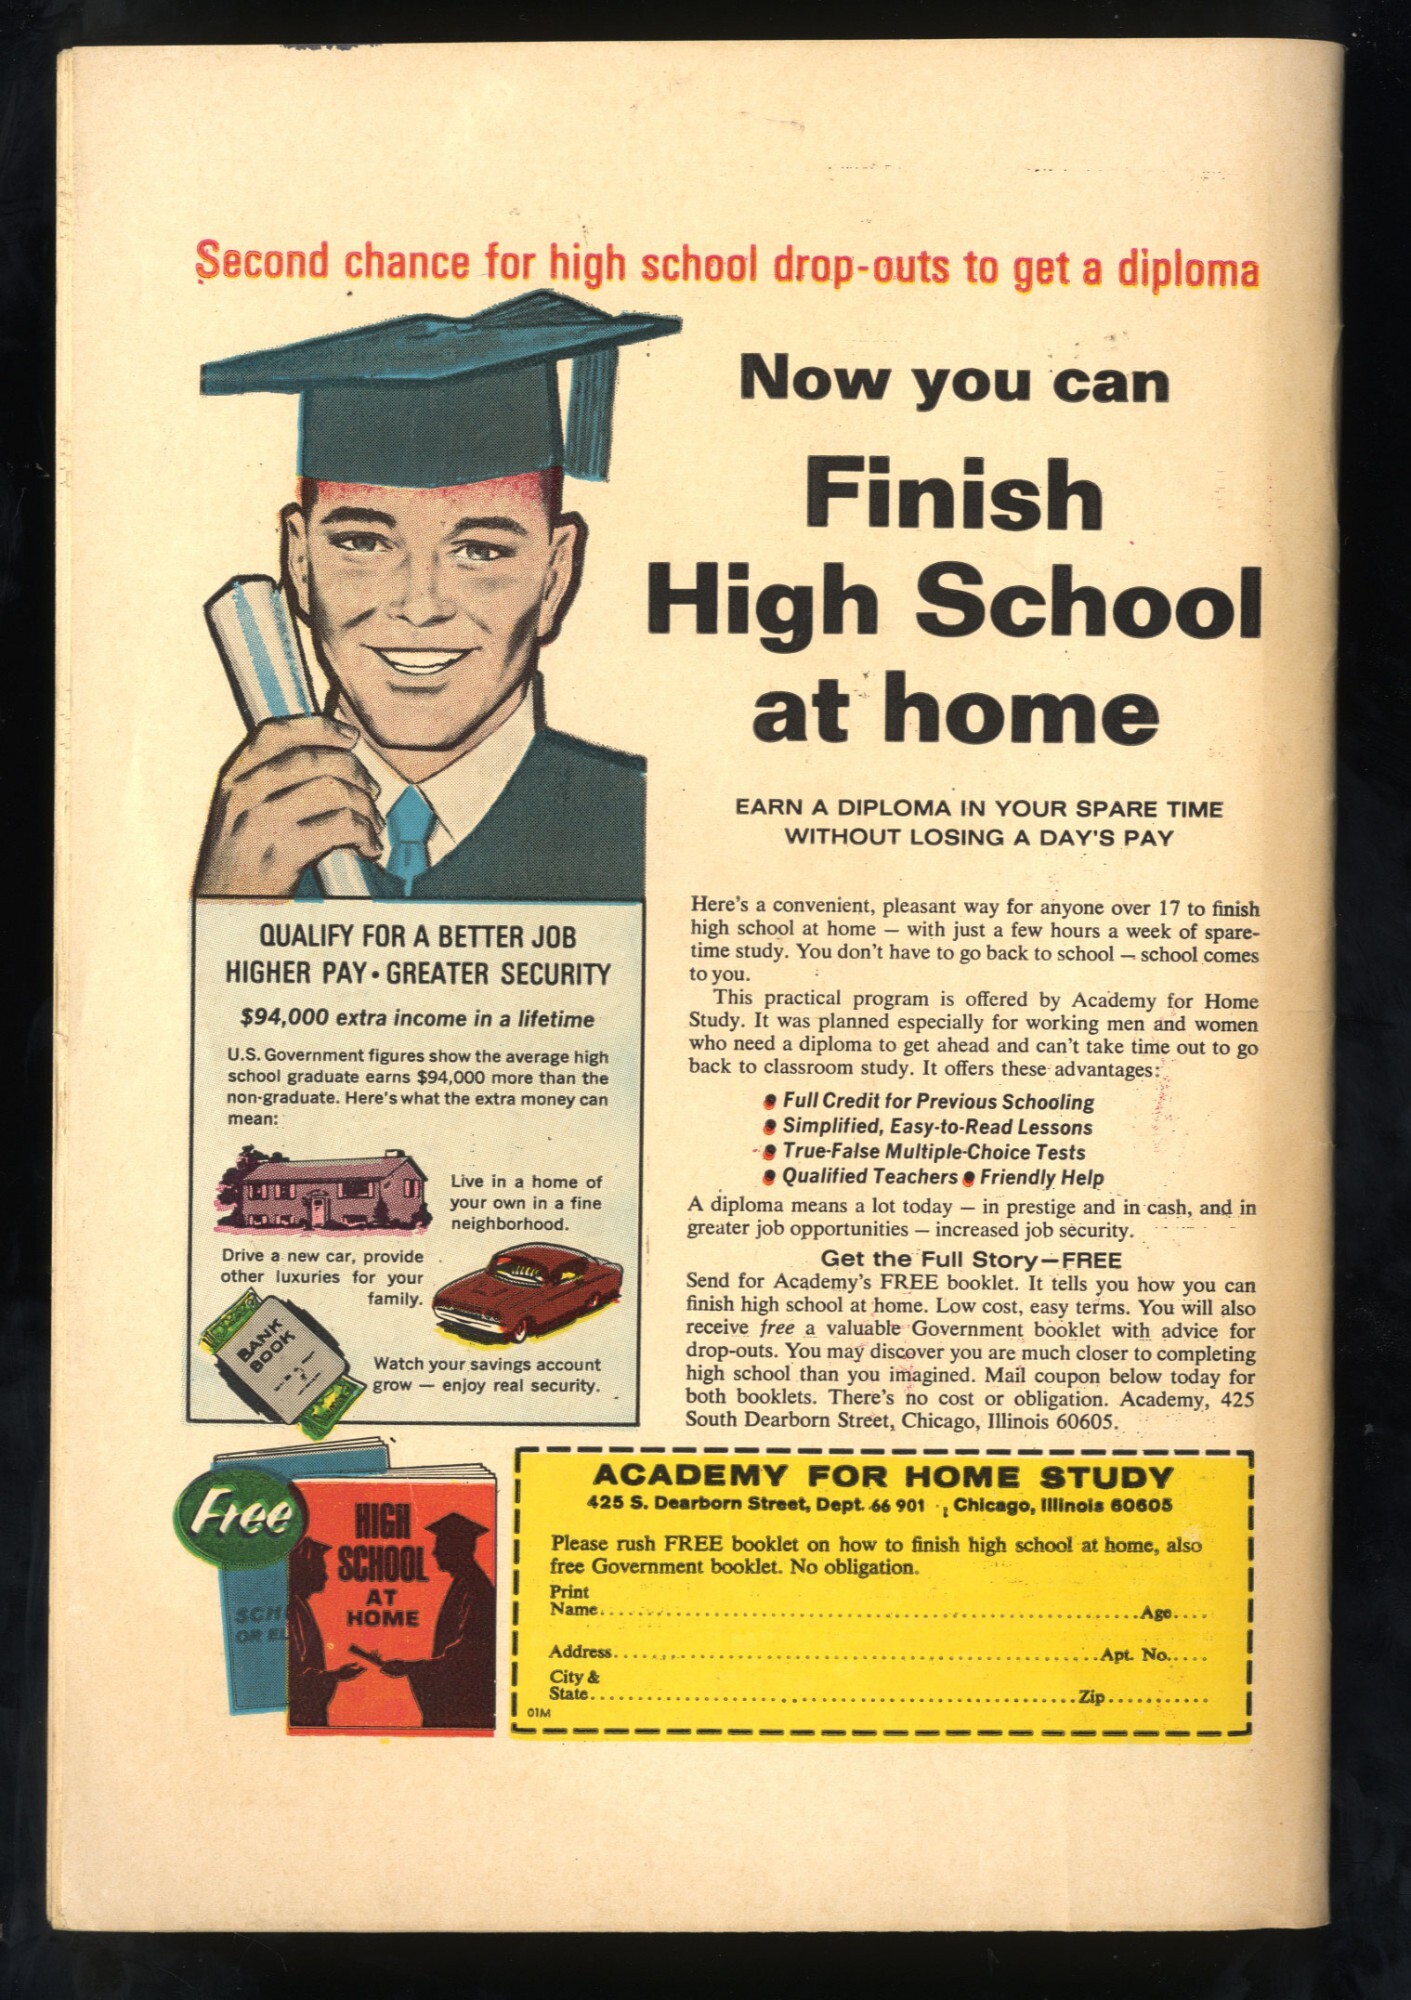 Second chance for high school drop-outs to get a diploma
Now you can
Finish
High School
at home
EARN A DIPLOMA IN YOUR SPARE TIME
WITHOUT LOSING A DAY'S PAY
QUALIFY FOR A BETTER JOB
HIGHER PAY • GREATER SECURITY
$94,000 extra income in a lifetime
U.S. Government figures show the average high
school graduate earns $94,000 more than the
non-graduate. Here's what the extra money can
mean:
Live in a home of
your own in a fine
neighborhood.
Drive a new car, provide
other luxuries for your
family.
BANK
BOOK
Watch your savings account
grow — enjoy real security.
Here's a convenient, pleasant way for anyone over 17 to finish
high school at home — with just a few hours a week of spare-
time study. You don't have to go back to school — school comes
to you.
This practical program is offered by Academy for Home
Study. It was planned especially for working men and women
who need a diploma to get ahead and can't take time out to go
back to classroom study. It offers these advantages:
• Full Credit for Previous Schooling
• Simplified, Easy-to-Read Lessons
• True-False Multiple-Choice Tests
• Qualified Teachers • Friendly Help
A diploma means a lot today — in prestige and in cash, and in
greater job opportunities — increased job security.
Get the Full Story—FREE
Send for Academy's FREE booklet. It tells you how you can
finish high school at home. Low cost, easy terms. You will also
receive free a valuable Government booklet with advice for
drop-outs. You may discover you are much closer to completing
high school than you imagined. Mail coupon below today for
both booklets. There's no cost or obligation. Academy, 425
South Dearborn Street, Chicago, Illinois 60605.
Free
SCH
OR EL
HIGH
SCHOOL
AT
HOME
ACADEMY FOR HOME STUDY
425 S. Dearborn Street, Dept. 66 901 , Chicago, Illinois 60605
Please rush FREE booklet on how to finish high school at home, also
free Government booklet. No obligation.
Print
Name.................................Age....
Address.................................Apt. No.....
City &
State.................................Zip...........
01M